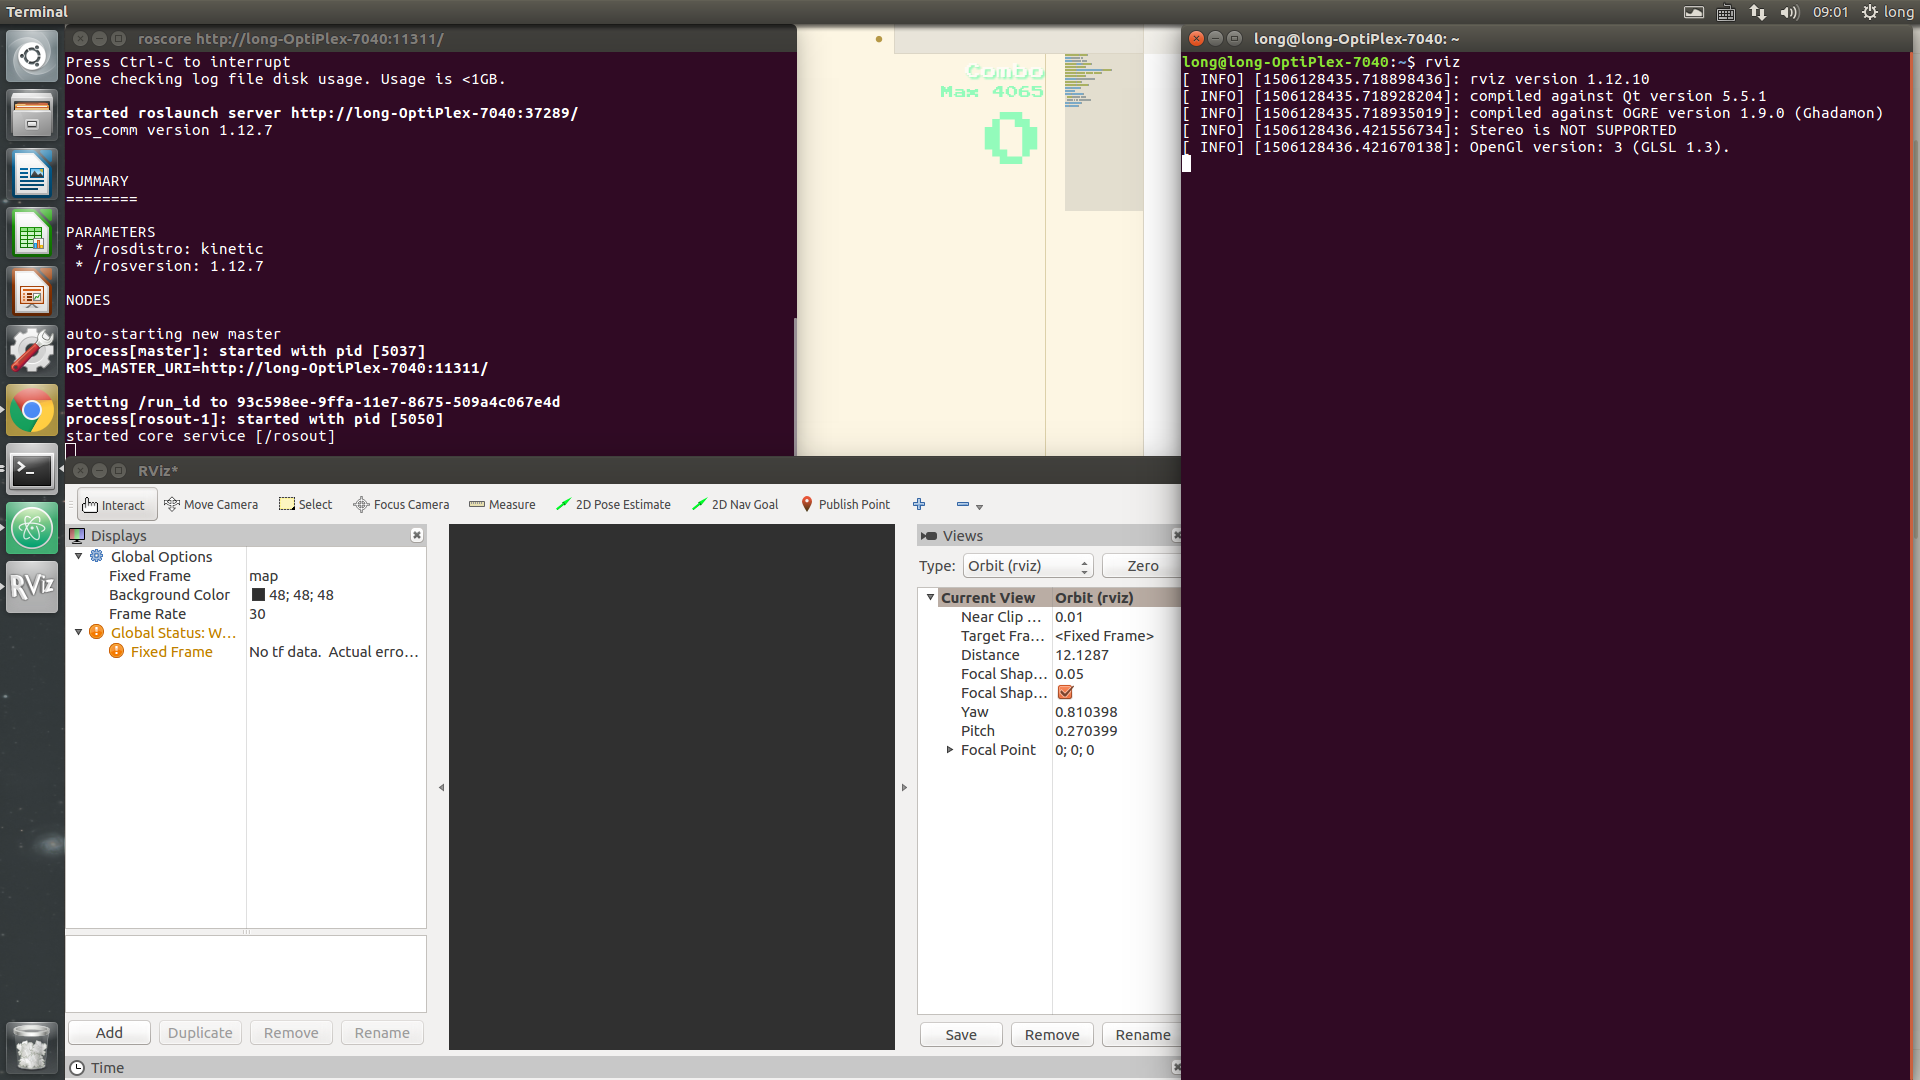 Terminal
09:01
long
roscore http://long-OptiPlex-7040:11311/
Press Ctrl-C to interrupt
Done checking log file disk usage. Usage is <1GB.
started roslaunch server http://long-OptiPlex-7040:37289/
ros_comm version 1.12.7
SUMMARY
========
PARAMETERS
* /rosdistro: kinetic
* /rosversion: 1.12.7
NODES
auto-starting new master
process[master]: started with pid [5037]
ROS_MASTER_URI=http://long-OptiPlex-7040:11311/
setting /run_id to 93c598ee-9ffa-11e7-8675-509a4c067e4d
process[rosout-1]: started with pid [5050]
started core service [/rosout]
Combo
Max 4065
0
long@long-OptiPlex-7040: ~
long@long-OptiPlex-7040:~$ rviz
[ INFO] [1506128435.718898436]: rviz version 1.12.10
[ INFO] [1506128435.718928204]: compiled against Qt version 5.5.1
[ INFO] [1506128435.718935019]: compiled against OGRE version 1.9.0 (Ghadamon)
[ INFO] [1506128436.421556734]: Stereo is NOT SUPPORTED
[ INFO] [1506128436.421670138]: OpenGl version: 3 (GLSL 1.3).
RViz*
Interact
Move Camera
Select
Focus Camera
Measure
2D Pose Estimate
2D Nav Goal
Publish Point
Displays
Global Options
Fixed Frame map
Background Color 48; 48; 48
Frame Rate 30
Global Status: W...
Fixed Frame No tf data. Actual erro...
Add
Duplicate
Remove
Rename
Views
Type: Orbit (rviz) Zero
Current View Orbit (rviz)
Near Clip ... 0.01
Target Fra... <Fixed Frame>
Distance 12.1287
Focal Shap... 0.05
Focal Shap...
Yaw 0.810398
Pitch 0.270399
Focal Point 0; 0; 0
Save
Remove
Rename
Time
RViz